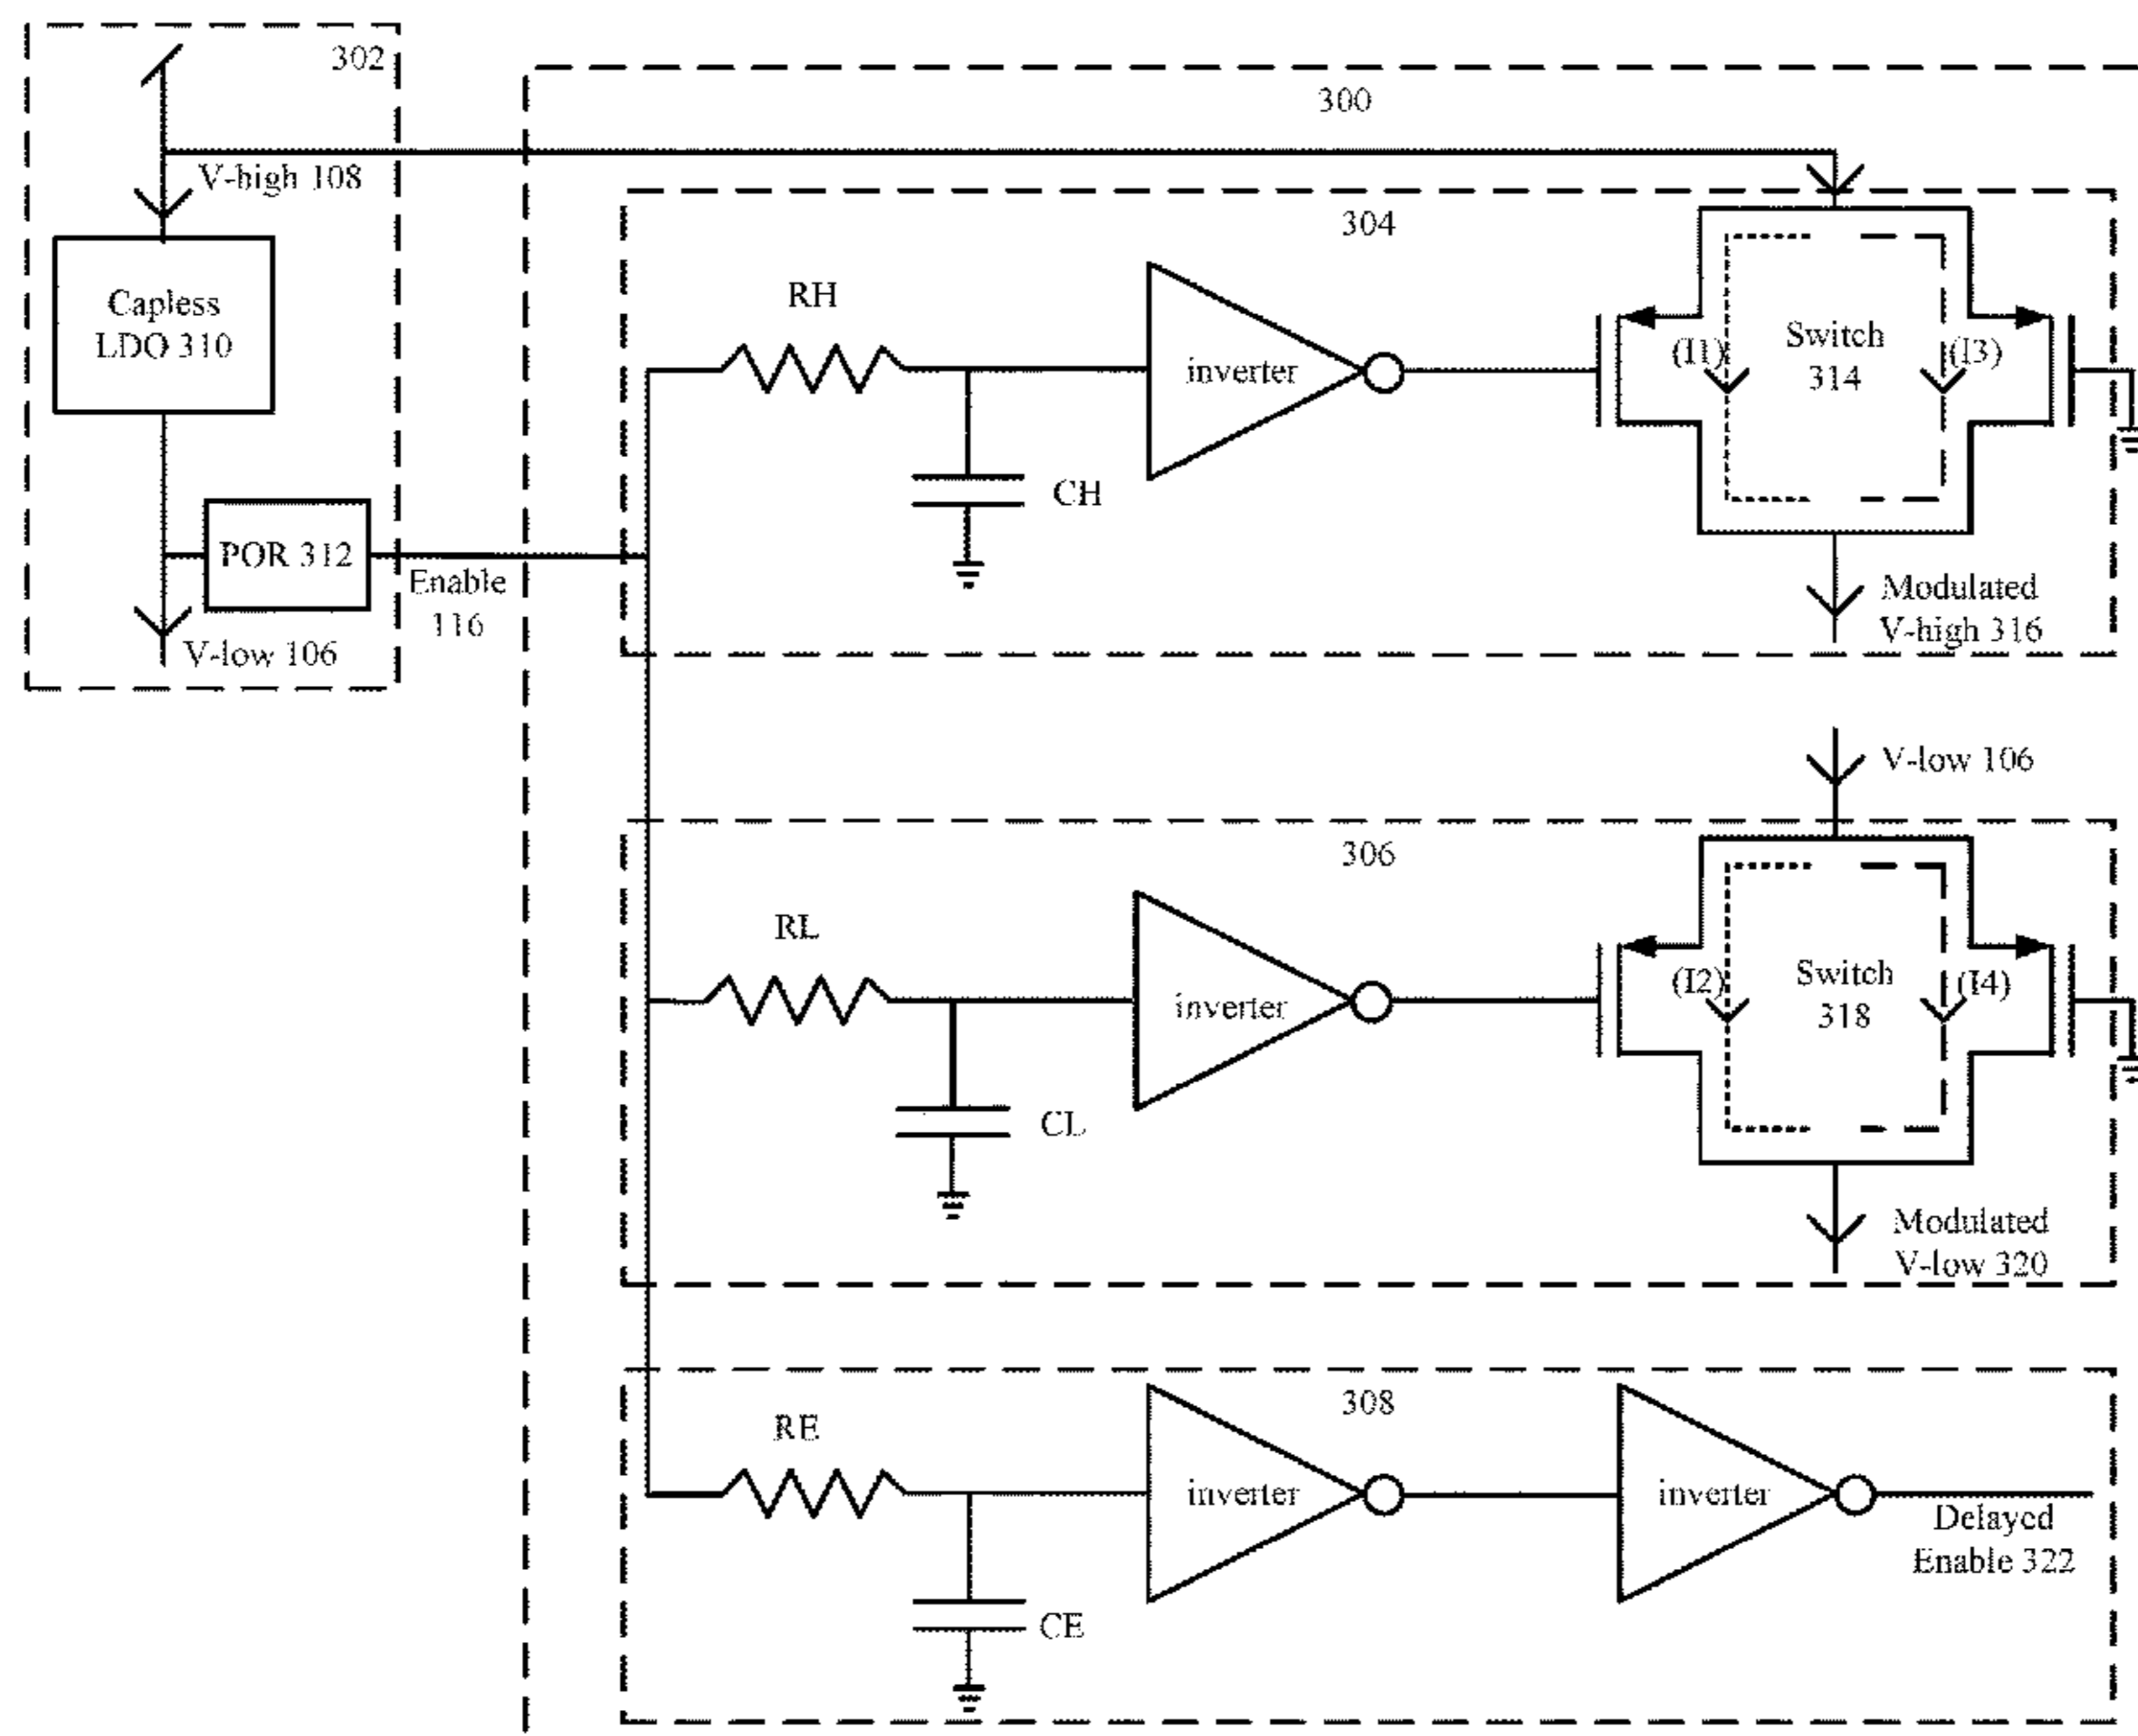 302
300
V-high 108
304
Capless
LDO 310
RH
inverter
(I1)
Switch
314
(I3)
CH
POR 312
Enable
116
Modulated
V-high 316
V-low 106
V-low 106
306
RL
inverter
(I2)
Switch
318
(I4)
CL
Modulated
V-low 320
308
RE
inverter
inverter
Delayed
Enable 322
CE